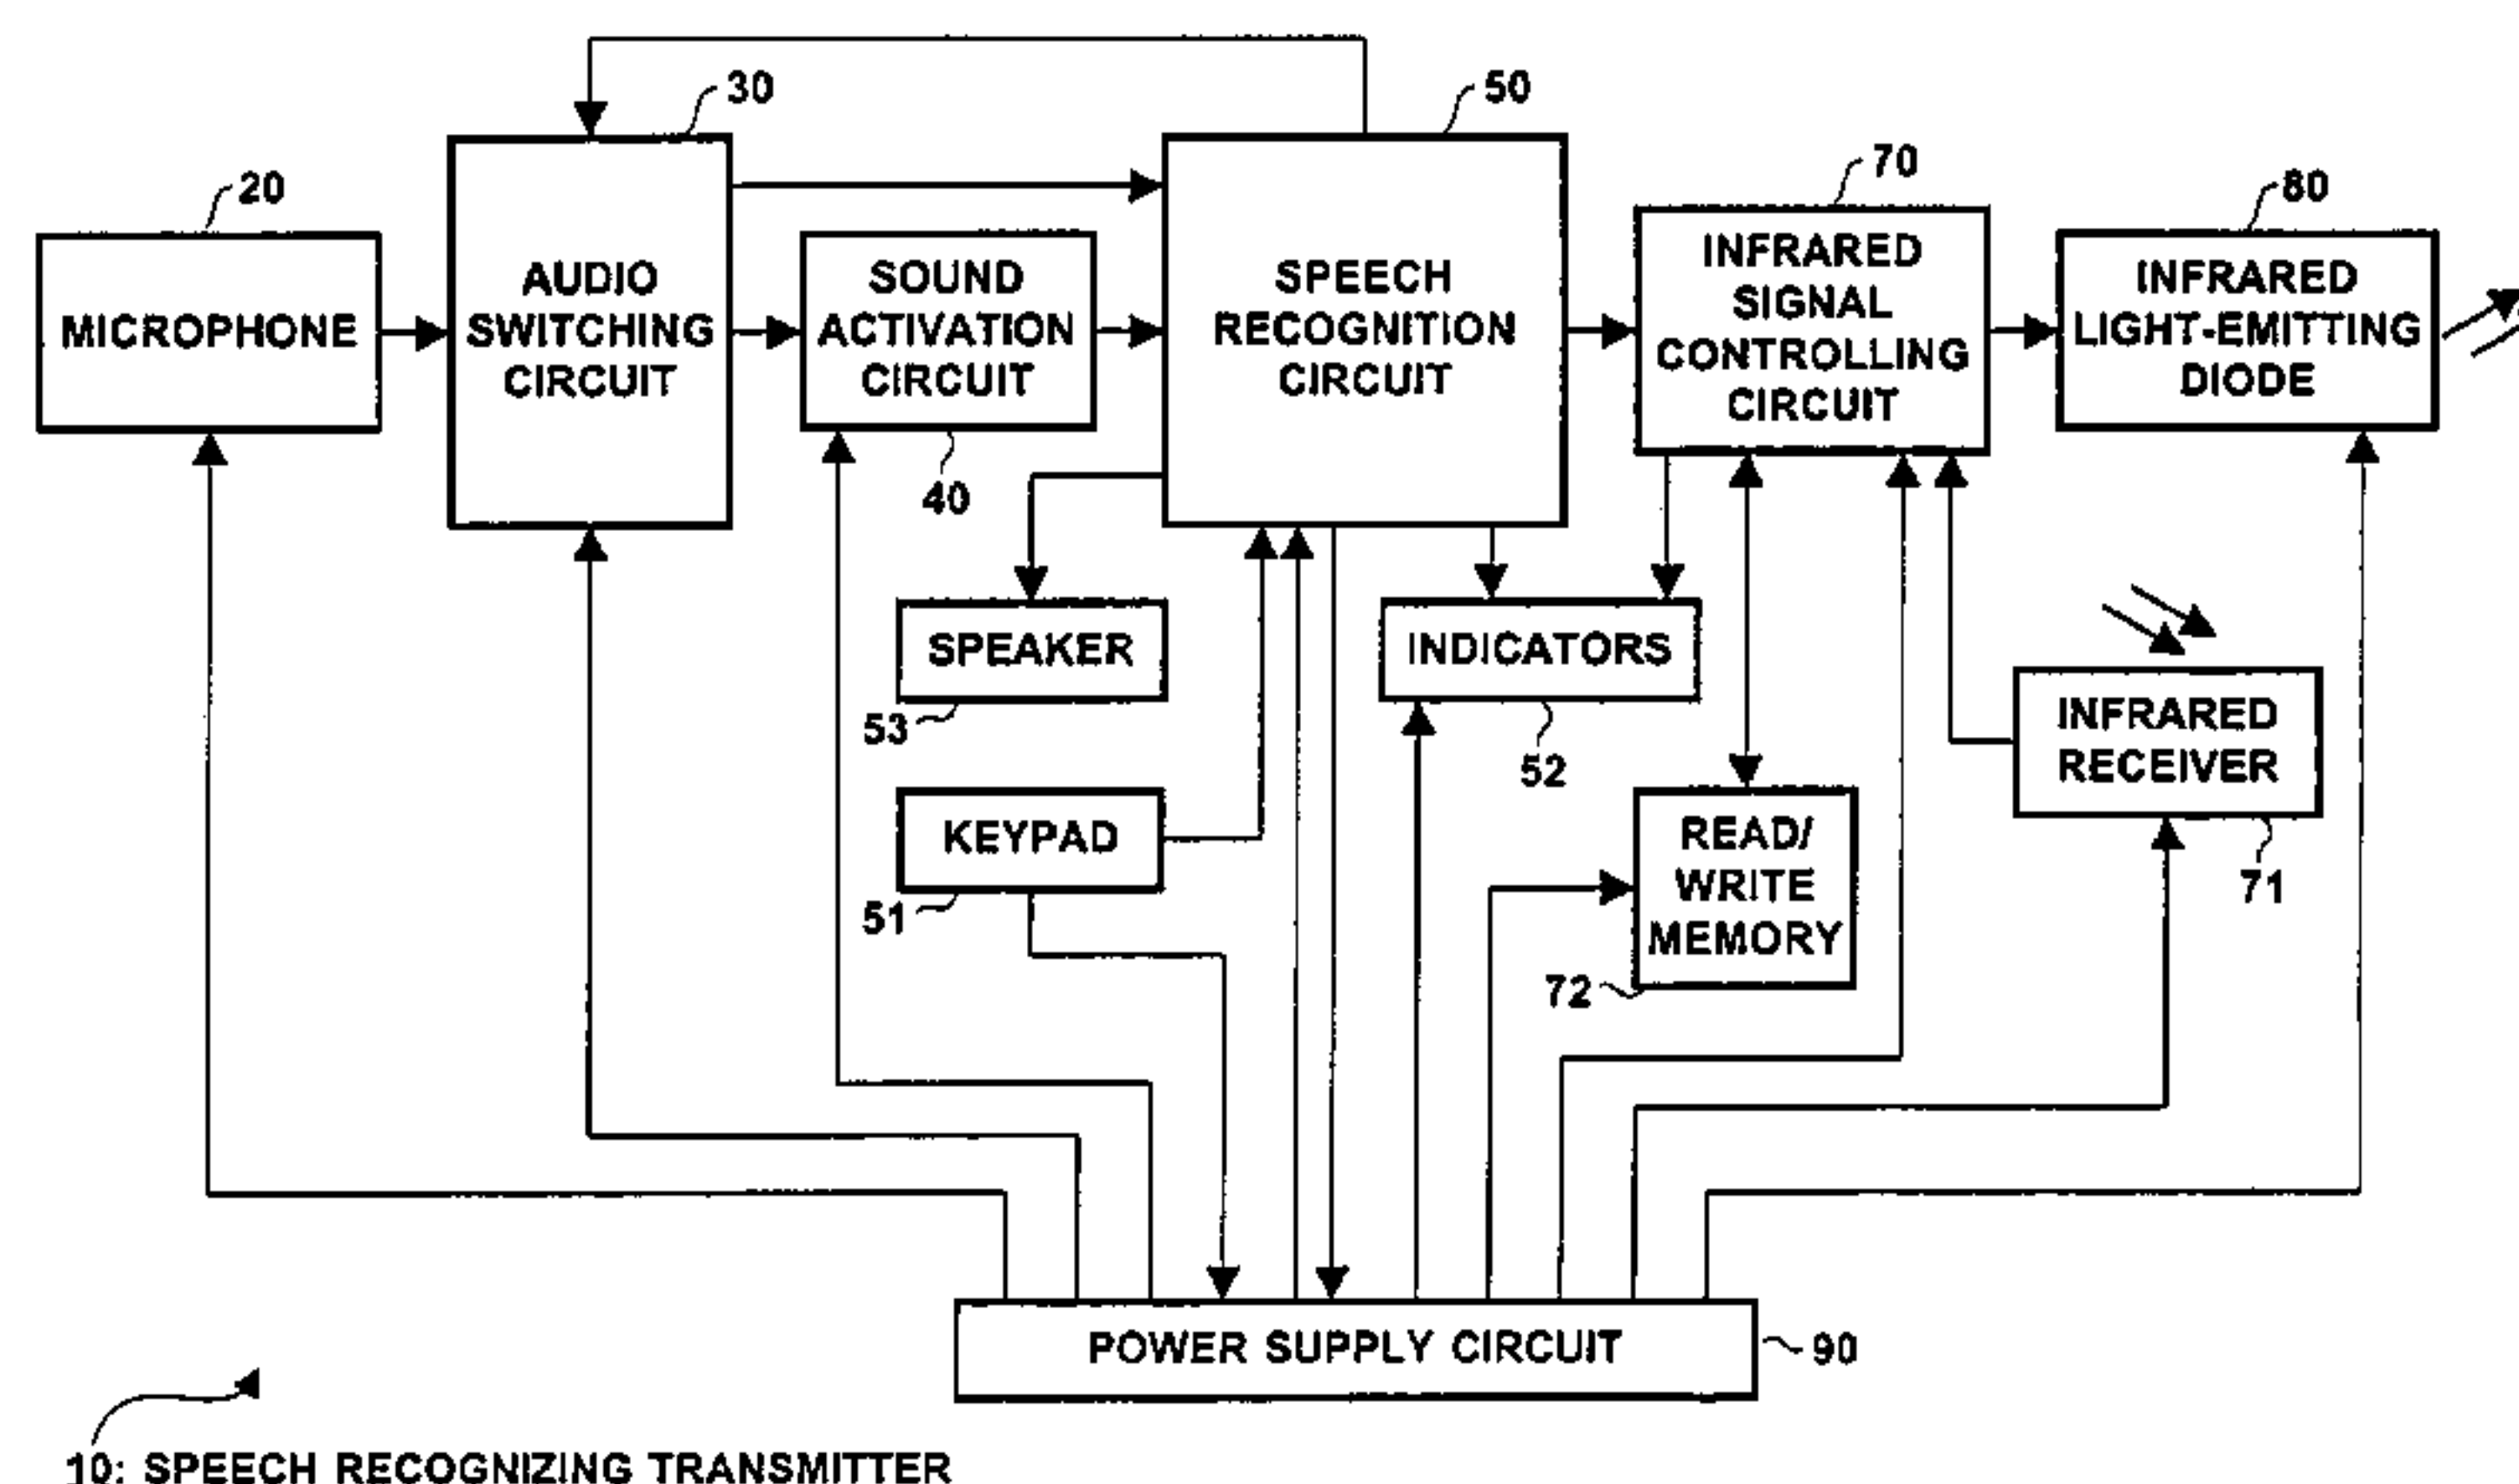 30
50
70
20
80
MICROPHONE
AUDIO
SWITCHING
CIRCUIT
SOUND
ACTIVATION
CIRCUIT
SPEECH
RECOGNITION
CIRCUIT
INFRARED
SIGNAL
CONTROLLING
CIRCUIT
INFRARED
LIGHT-EMITTING
DIODE
40
SPEAKER
53
INDICATORS
52
INFRARED
RECEIVER
71
KEYPAD
51
READ/
WRITE
MEMORY
72
POWER SUPPLY CIRCUIT
90
10: SPEECH RECOGNIZING TRANSMITTER